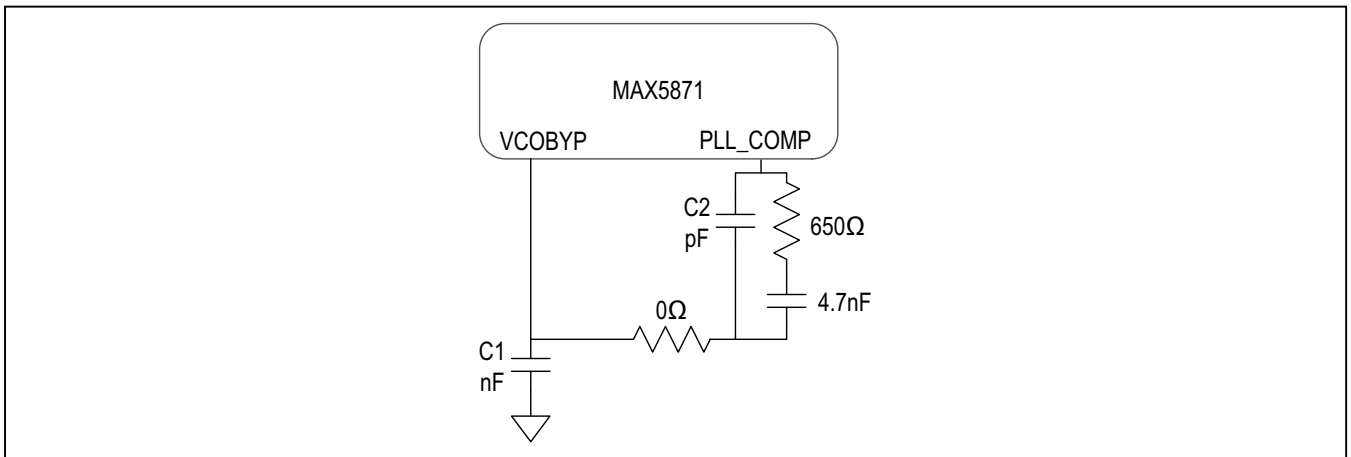 MAX5871
VCOBYP
PLL_COMP
C2
pF
650Ω
4.7nF
0Ω
C1
nF